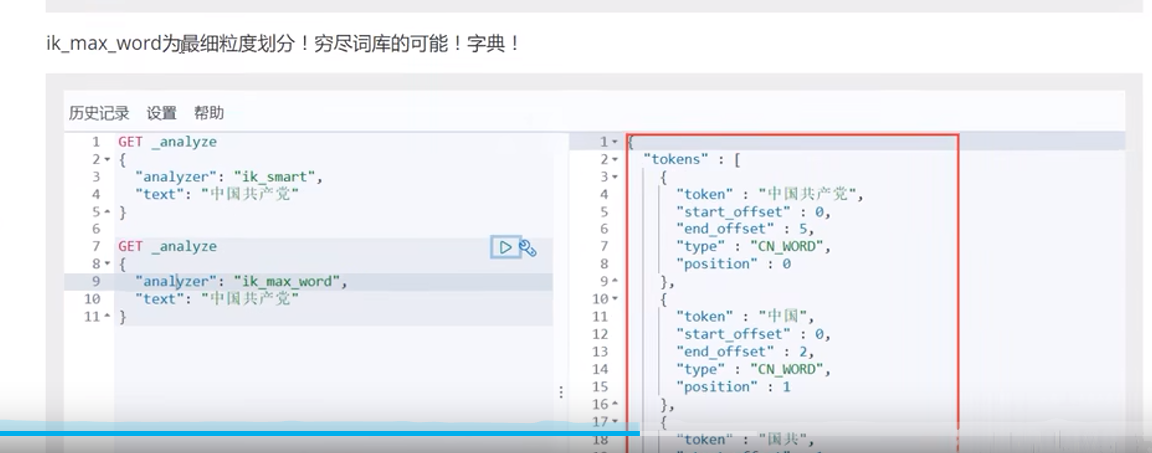 ik_max_word为最细粒度划分！穷尽词库的可能！字典！
历史记录 设置 帮助
1 GET _analyze
2 {
3 "analyzer": "ik_smart",
4 "text": "中国共产党"
5 }
6
7 GET _analyze
8 {
9 "analyzer": "ik_max_word",
10 "text": "中国共产党"
11 }
1 {
2 "tokens" : [
3 {
4 "token" : "中国共产党",
5 "start_offset" : 0,
6 "end_offset" : 5,
7 "type" : "CN_WORD",
8 "position" : 0
9 },
10 {
11 "token" : "中国",
12 "start_offset" : 0,
13 "end_offset" : 2,
14 "type" : "CN_WORD",
15 "position" : 1
16 },
17 {
18 "token" : "国共",